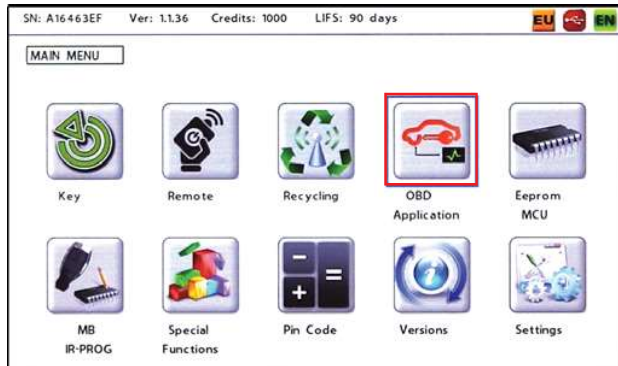 SN: A16463EF Ver: 1.1.36 Credits: 1000 LIFS: 90 days EU EN
MAIN MENU
Key Remote Recycling OBD Eeprom
Application MCU
MB Special Pin Code Versions Settings
IR-PROG Functions